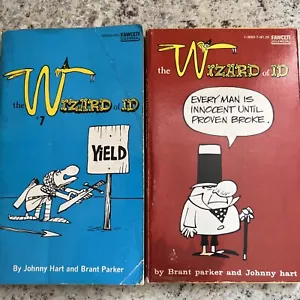 FAWCETT
the WIZARD of ID
#7
YIELD
By Johnny Hart and Brant Parker
FAWCETT
the WIZARD of ID
EVERY MAN IS
INNOCENT UNTIL
PROVEN BROKE.
by Brant parker and Johnny hart